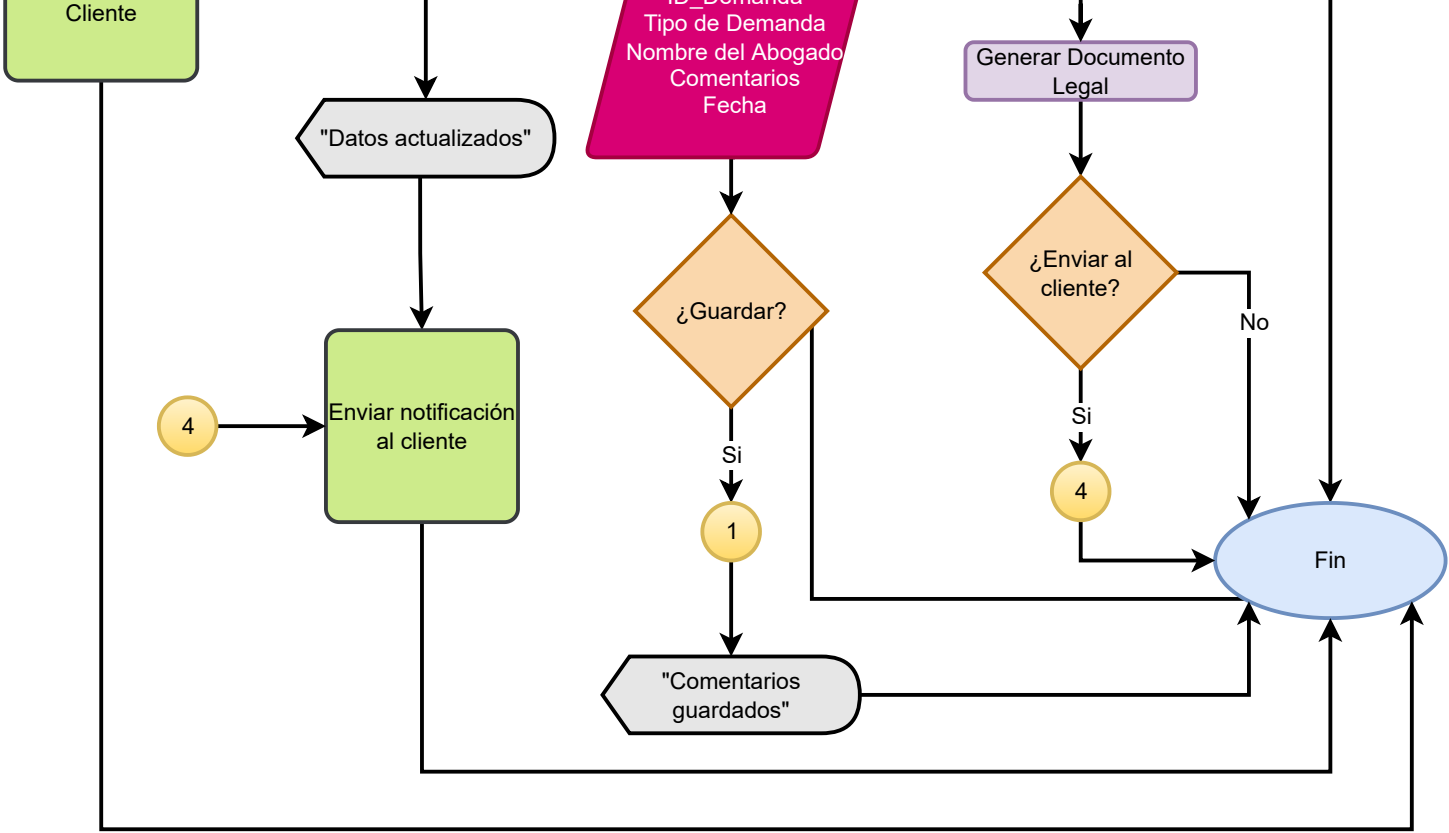 Cliente
ID_Demanda
Tipo de Demanda
Nombre del Abogado
Comentarios
Fecha
Generar Documento
Legal
"Datos actualizados"
¿Enviar al
cliente?
¿Guardar?
No
Enviar notificación
al cliente
4
Si
Si
4
1
Fin
"Comentarios
guardados"